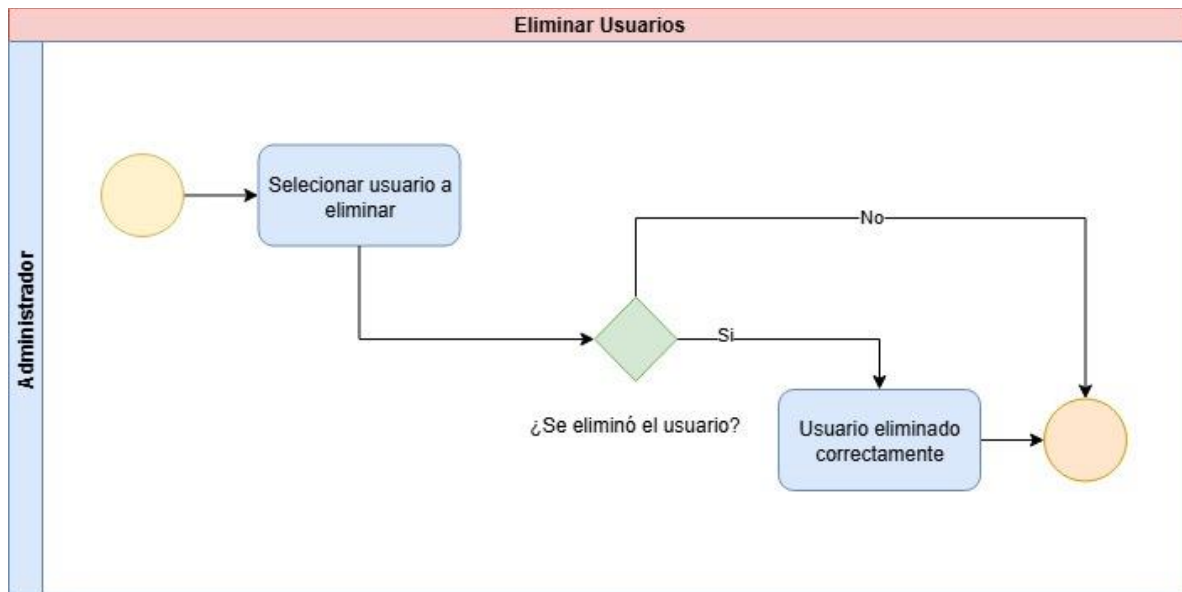 Eliminar Usuarios
Administrador
Selecionar usuario a
eliminar
No
Si
¿Se eliminó el usuario?
Usuario eliminado
correctamente